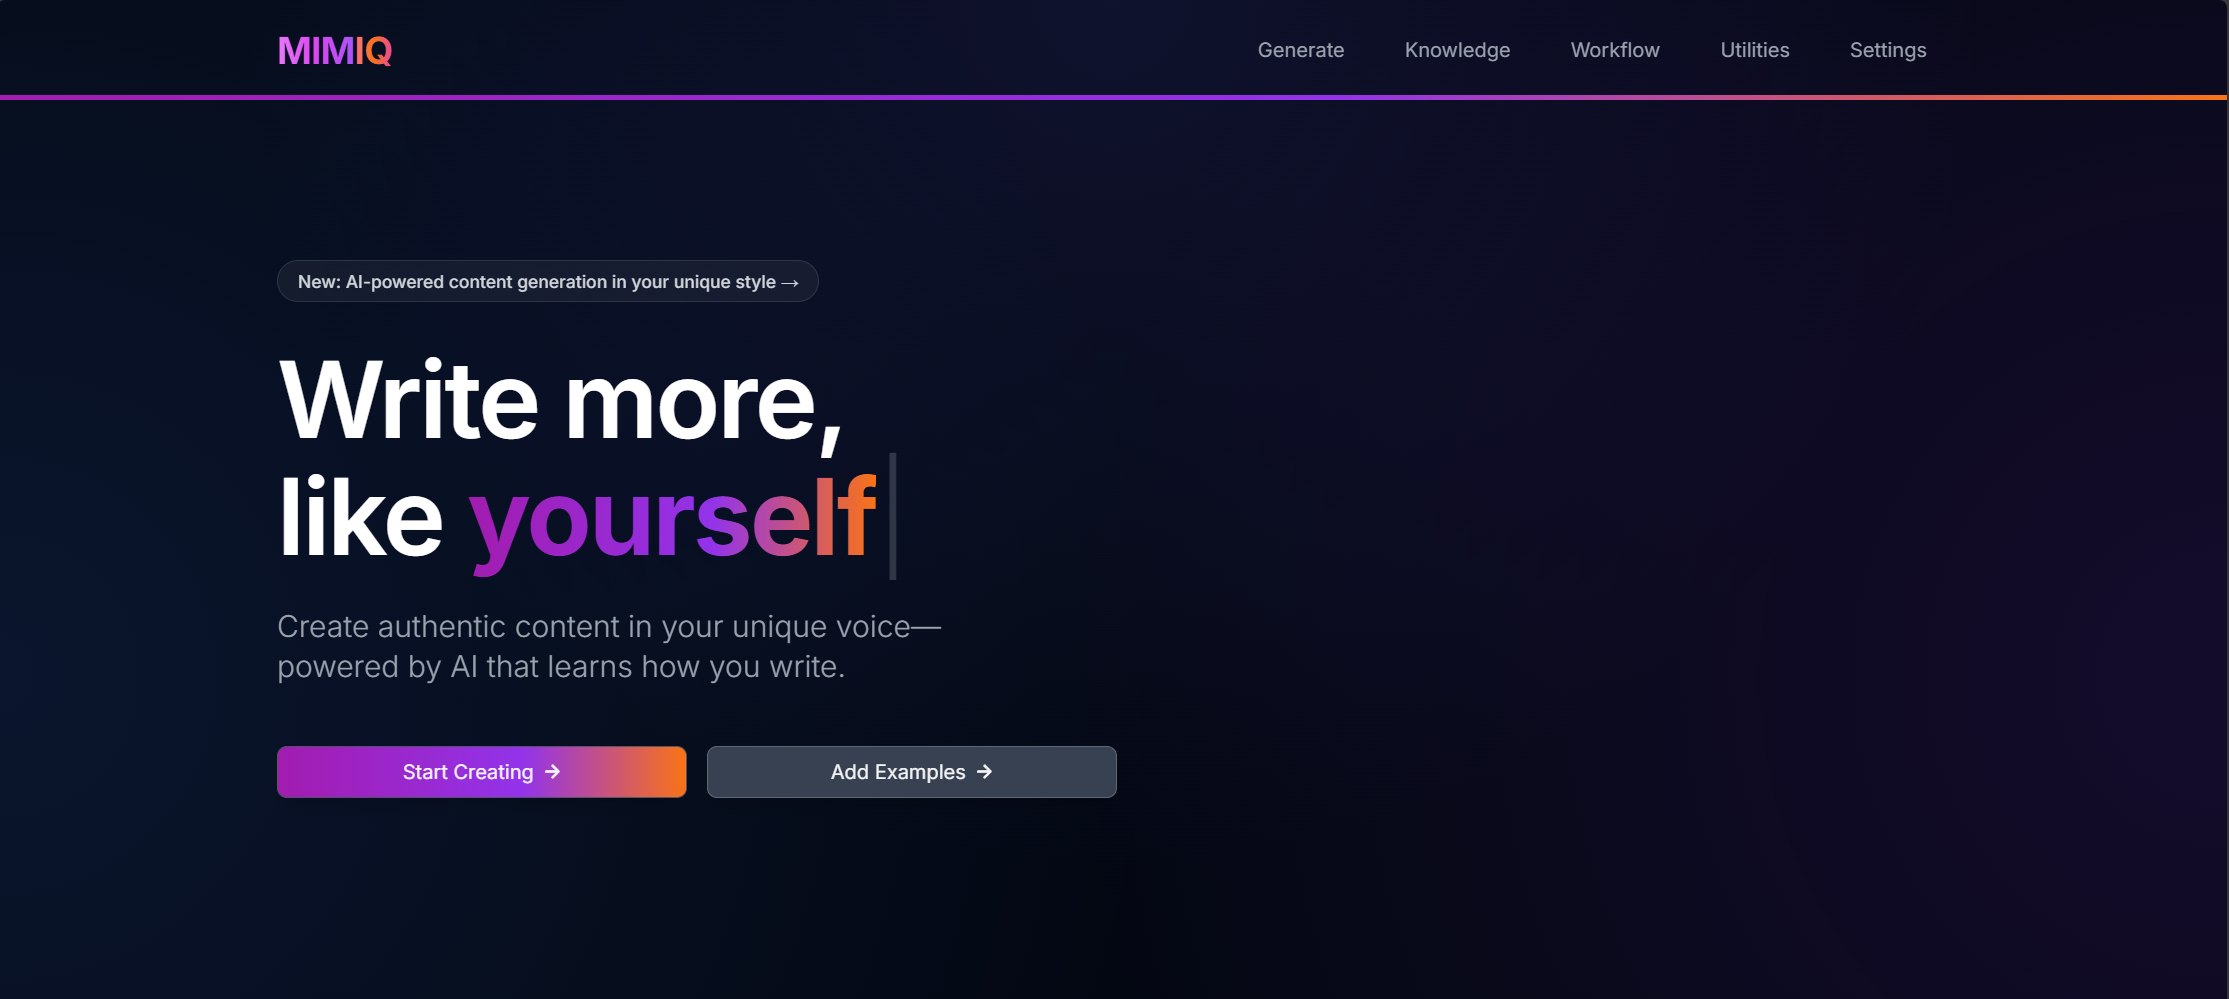 MIMIQ
Generate Knowledge Workflow Utilities Settings
New: AI-powered content generation in your unique style →
Write more,
like yourself
Create authentic content in your unique voice—
powered by AI that learns how you write.
Start Creating →
Add Examples →